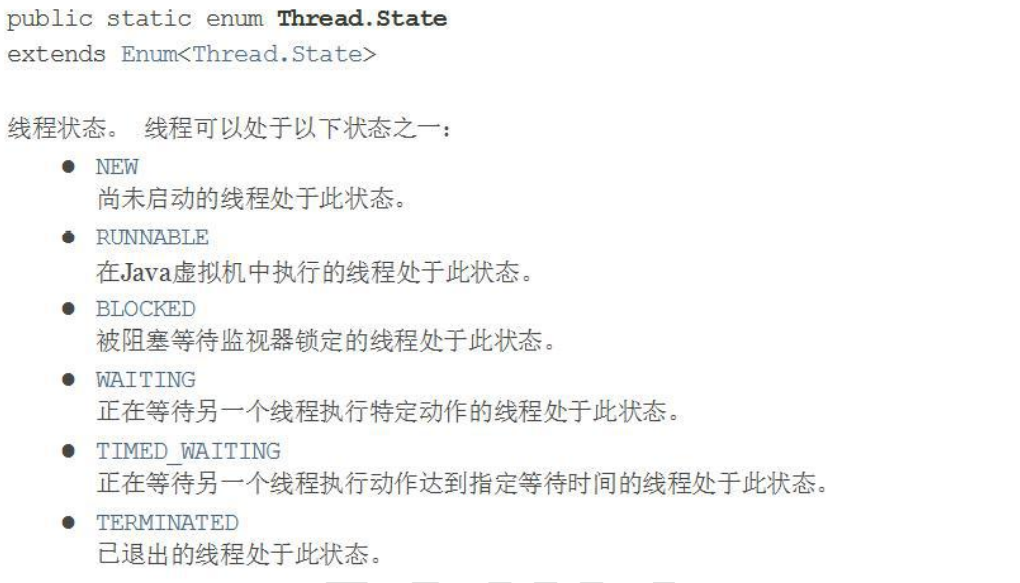 public static enum Thread.State
extends Enum<Thread.State>
线程状态。 线程可以处于以下状态之一：
● NEW
尚未启动的线程处于此状态。
● RUNNABLE
在Java虚拟机中执行的线程处于此状态。
● BLOCKED
被阻塞等待监视器锁定的线程处于此状态。
● WAITING
正在等待另一个线程执行特定动作的线程处于此状态。
● TIMED_WAITING
正在等待另一个线程执行动作达到指定等待时间的线程处于此状态。
● TERMINATED
已退出的线程处于此状态。